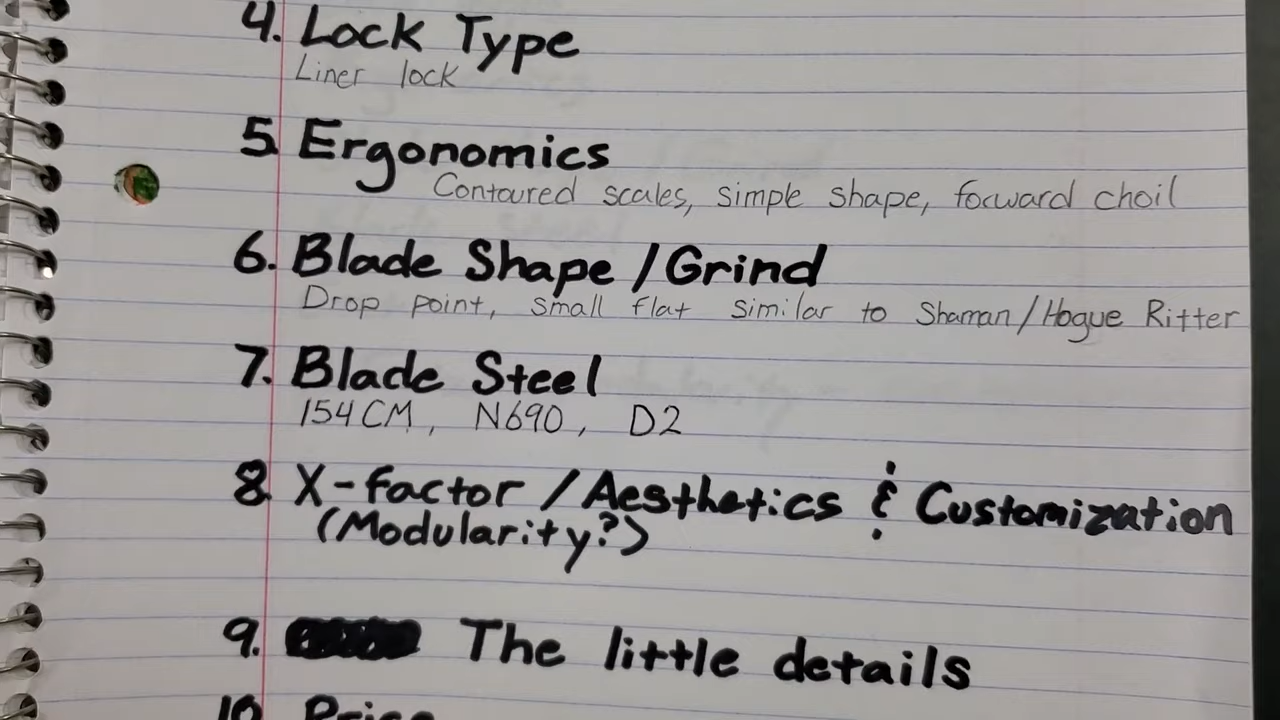 4. Lock Type
Liner lock
5. Ergonomics
Contoured scales, simple shape, forward choil
6. Blade Shape / Grind
Drop point, small flat similar to Shaman/Hogue Ritter
7. Blade Steel
154CM, N690, D2
8. X-factor / Aesthetics & Customization
(Modularity?)
9. The little details
10. Price